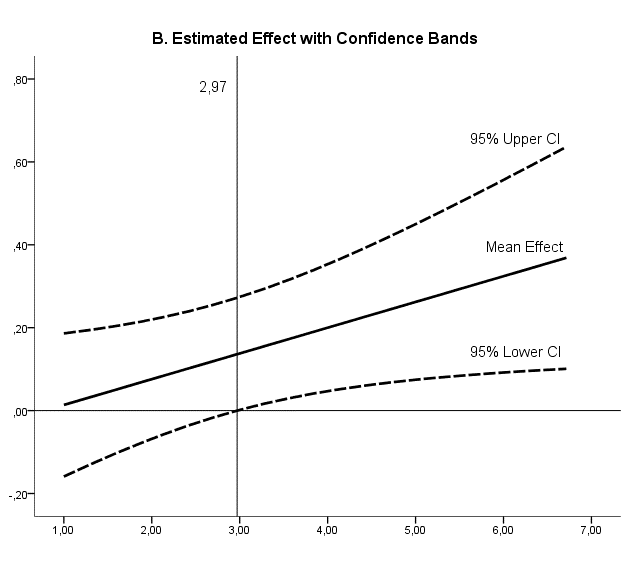 B. Estimated Effect with Confidence Bands
2,97
,80
95% Upper CI
,60
Mean Effect
,40
95% Lower CI
,20
,00
-,20
1,00 2,00 3,00 4,00 5,00 6,00 7,00